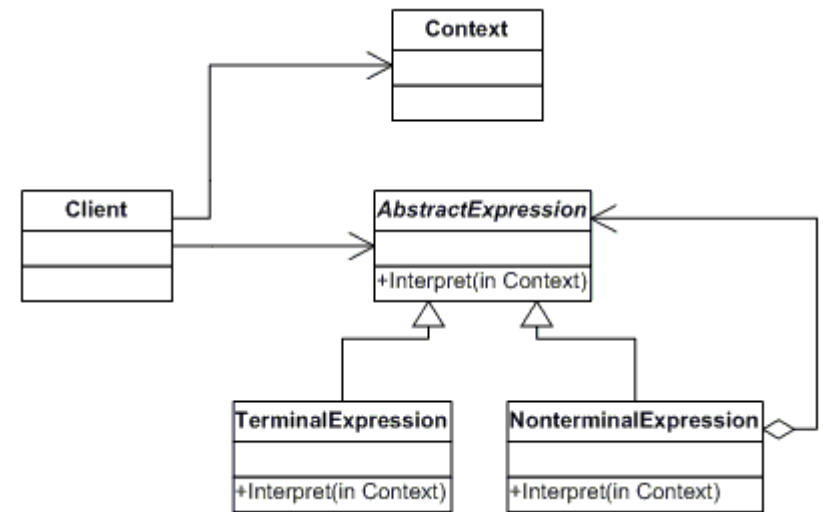 Context
Client
AbstractExpression
+Interpret(in Context)
TerminalExpression
+Interpret(in Context)
NonterminalExpression
+Interpret(in Context)